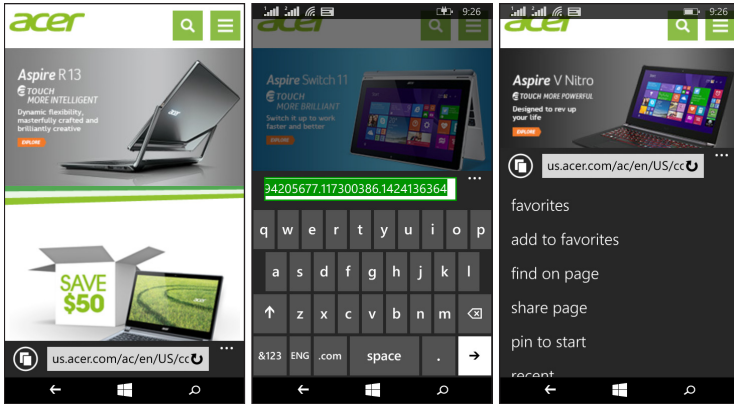 acer
Aspire R 13
TOUCH
MORE INTELLIGENT
Dynamic flexibility,
masterfully crafted and
brilliantly creative
EXPLORE
SAVE
$50
acer
us.acer.com/ac/en/US/cc
9:26
Aspire Switch 11
TOUCH
MORE BRILLIANT
Switch it up to work
faster and better
EXPLORE
94205677.117300386.1424136364
q w e r t y u i o p
a s d f g h j k l
z x c v b n m
&123 ENG .com space .
9:26
Aspire V Nitro
TOUCH MORE POWERFUL
Designed to rev up
your life
EXPLORE
us.acer.com/ac/en/US/cc
favorites
add to favorites
find on page
share page
pin to start
recent